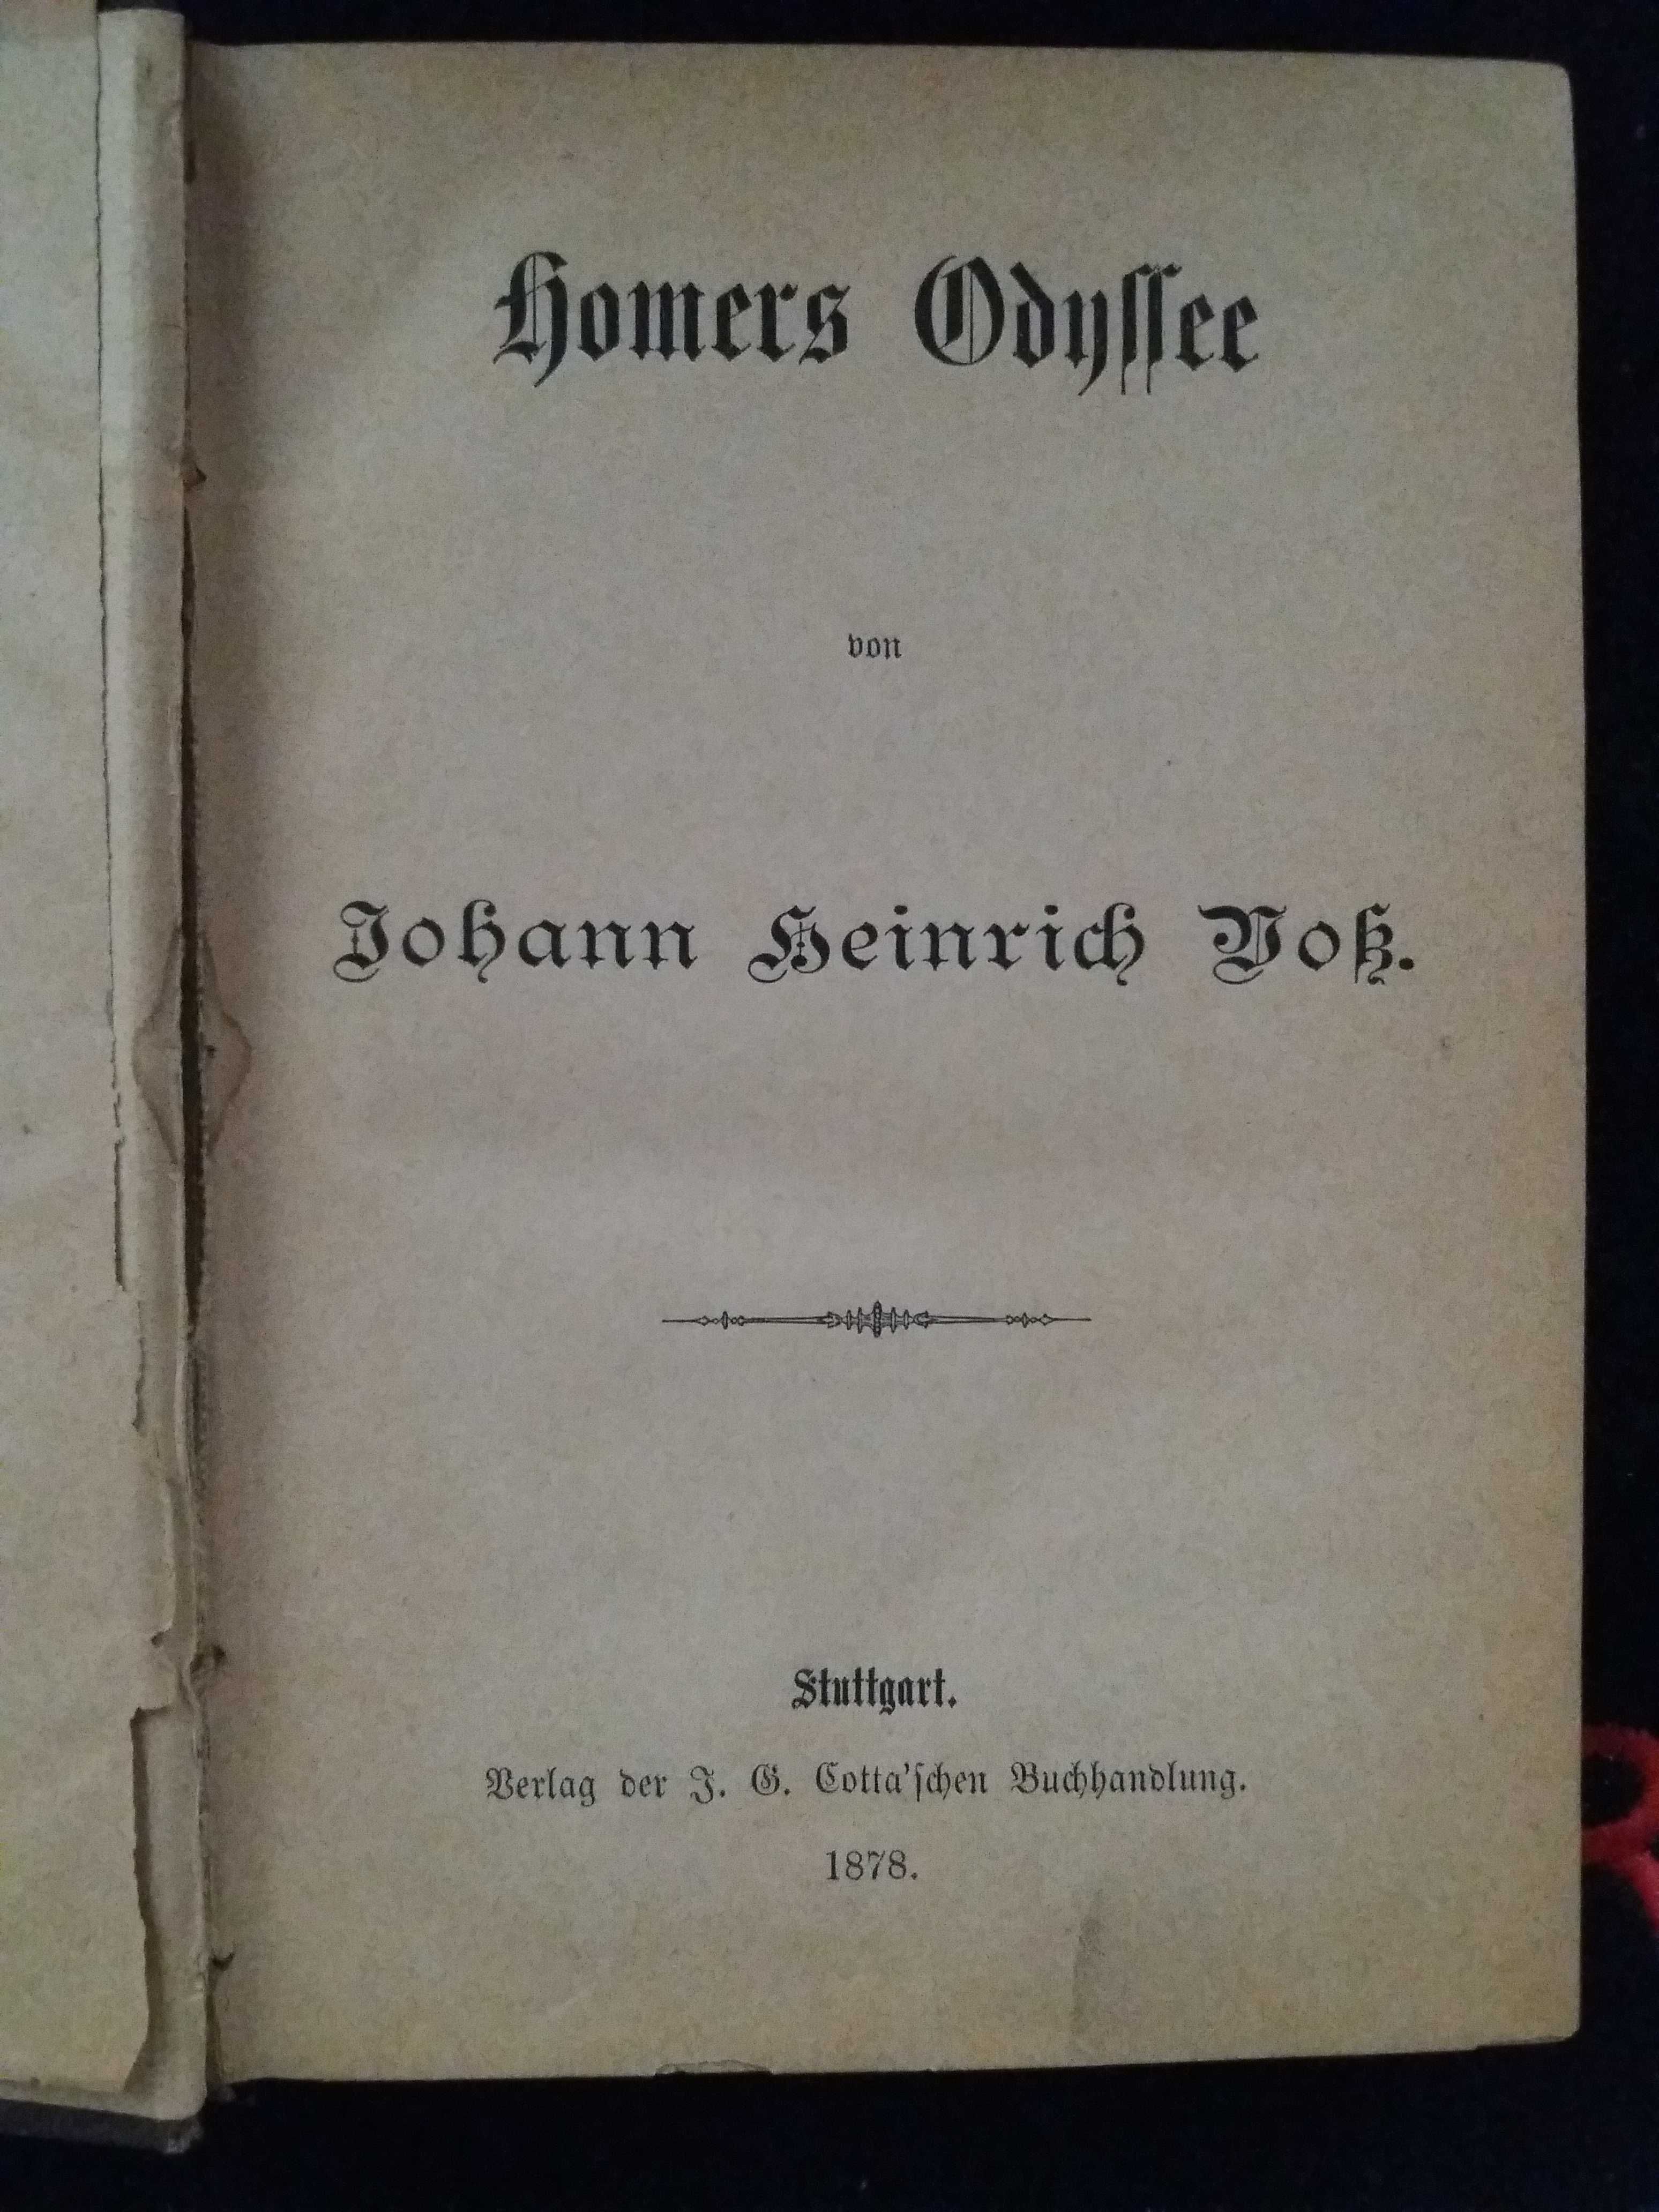 Homers Odyssee
von
Johann Heinrich Voß.
Stuttgart.
Verlag der J. G. Cotta'schen Buchhandlung.
1878.